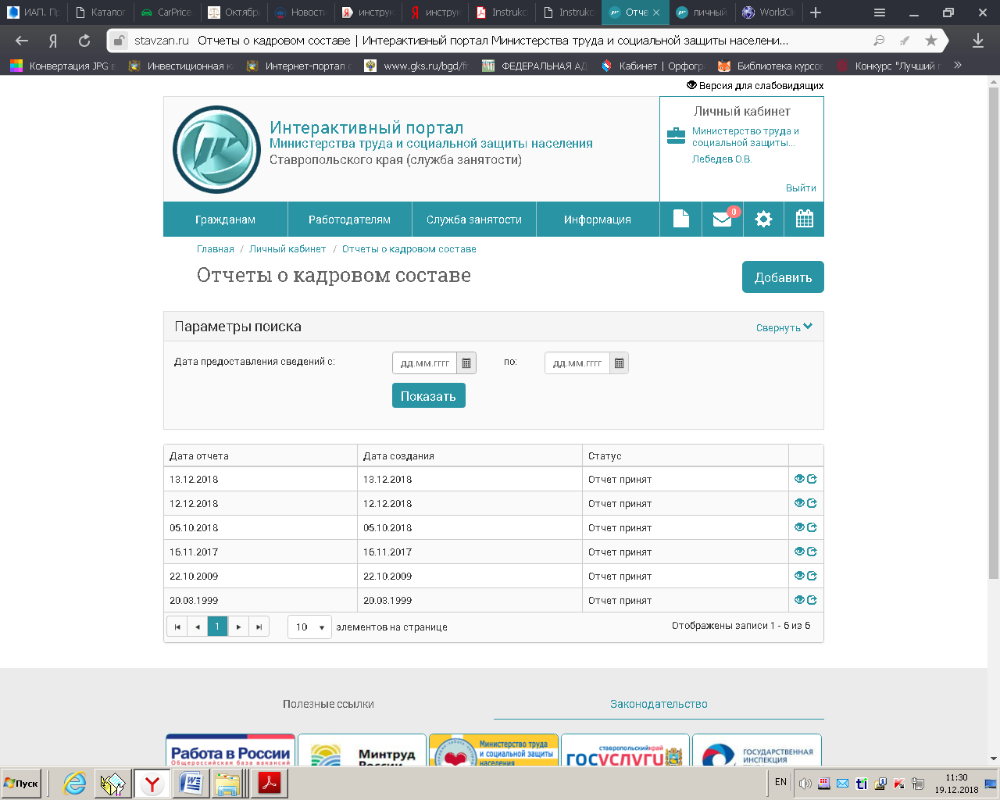 ИАП. Пр
Каталог
CarPrice
Октябрь
Новости
инструк
инструк
Instrukc
Instrukc
Отче
личный
WorldCli
stavzan.ru Отчеты о кадровом составе | Интерактивный портал Министерства труда и социальной защиты населени...
Конвертация JPG в
Инвестиционная к
Интернет-портал с
www.gks.ru/bgd/fr
ФЕДЕРАЛЬНАЯ АД
Кабинет | Орфогр
Библиотека курсов
Конкурс "Лучший п
Версия для слабовидящих
Интерактивный портал
Министерства труда и социальной защиты населения
Ставропольского края (служба занятости)
Личный кабинет
Министерство труда и
социальной защиты...
Лебедев О.В.
Выйти
Гражданам
Работодателям
Служба занятости
Информация
0
Главная / Личный кабинет / Отчеты о кадровом составе
Отчеты о кадровом составе
Добавить
Параметры поиска
Свернуть
Дата предоставления сведений с: дд.мм.гггг по: дд.мм.гггг
Показать
Дата отчета Дата создания Статус
13.12.2018 13.12.2018 Отчет принят
12.12.2018 12.12.2018 Отчет принят
05.10.2018 05.10.2018 Отчет принят
16.11.2017 16.11.2017 Отчет принят
22.10.2009 22.10.2009 Отчет принят
20.03.1999 20.03.1999 Отчет принят
1 10 элементов на странице Отображены записи 1 - 6 из 6
Полезные ссылки
Законодательство
Работа в России
Общероссийская база вакансий
Минтруд
России
Министерство труда
и социальной защиты
населения
ставропольскийкрай
госуслуги
ГОСУДАРСТВЕННАЯ
ИНСПЕКЦИЯ
Пуск
EN
11:30
19.12.2018